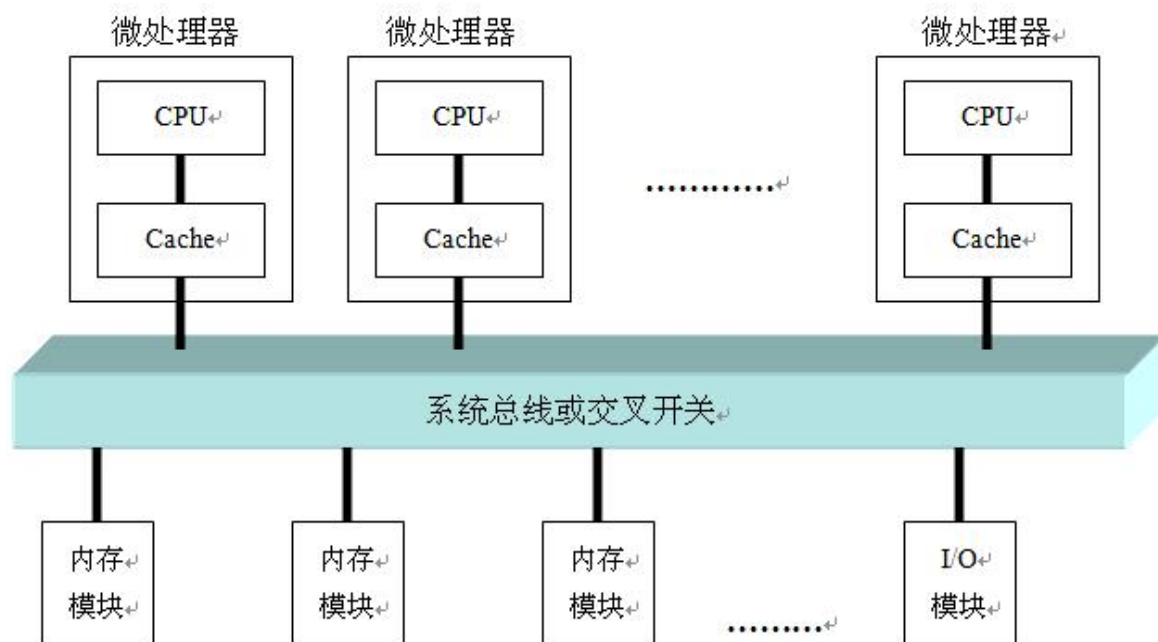 微处理器 微处理器 微处理器↵
CPU↵ CPU↵ CPU↵
…………↵
Cache↵ Cache↵ Cache↵
系统总线或交叉开关↵
内存↵ 内存↵ 内存↵ I/O↵
模块↵ 模块↵ 模块↵ 模块↵
………↵